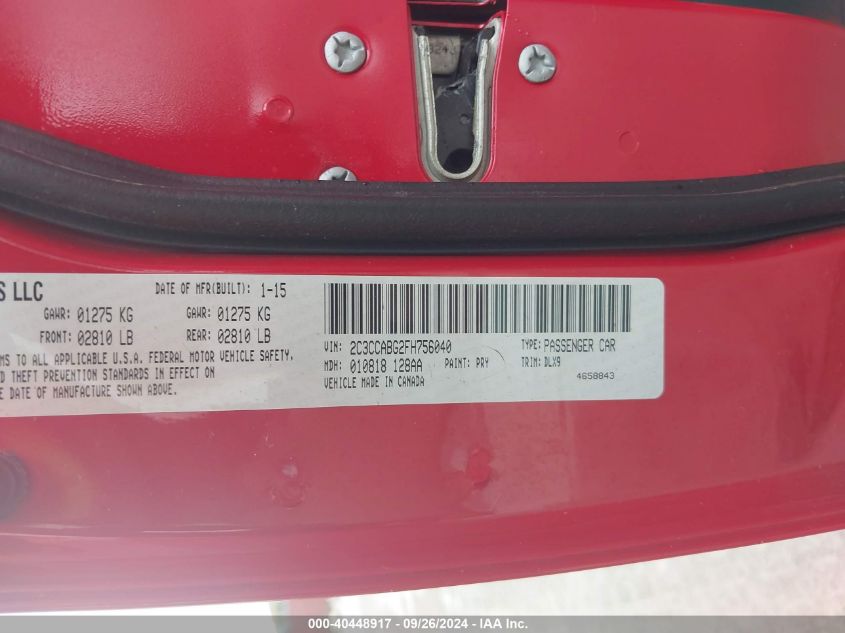 S LLC
DATE OF MFR(BUILT): 1-15
GAWR: 01275 KG GAWR: 01275 KG
FRONT: 02810 LB REAR: 02810 LB
MS TO ALL APPLICABLE U.S.A. FEDERAL MOTOR VEHICLE SAFETY,
D THEFT PREVENTION STANDARDS IN EFFECT ON
E DATE OF MANUFACTURE SHOWN ABOVE.
VIN: 2C3CCABG2FH756040 TYPE: PASSENGER CAR
MDH: 010818 128AA PAINT: PRY TRIM: DLX9
VEHICLE MADE IN CANADA
4658843
000-40448917 - 09/26/2024 - IAA Inc.